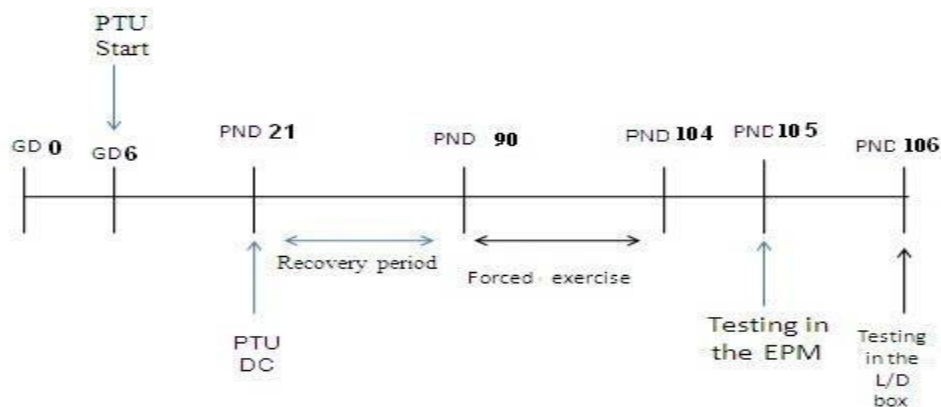 PTU
Start
GD 0
GD 6
PND 21
PND 90
PND 104
PND 105
PND 106
Recovery period
Forced exercise
PTU
DC
Testing in
the EPM
Testing
in the
L/D
box